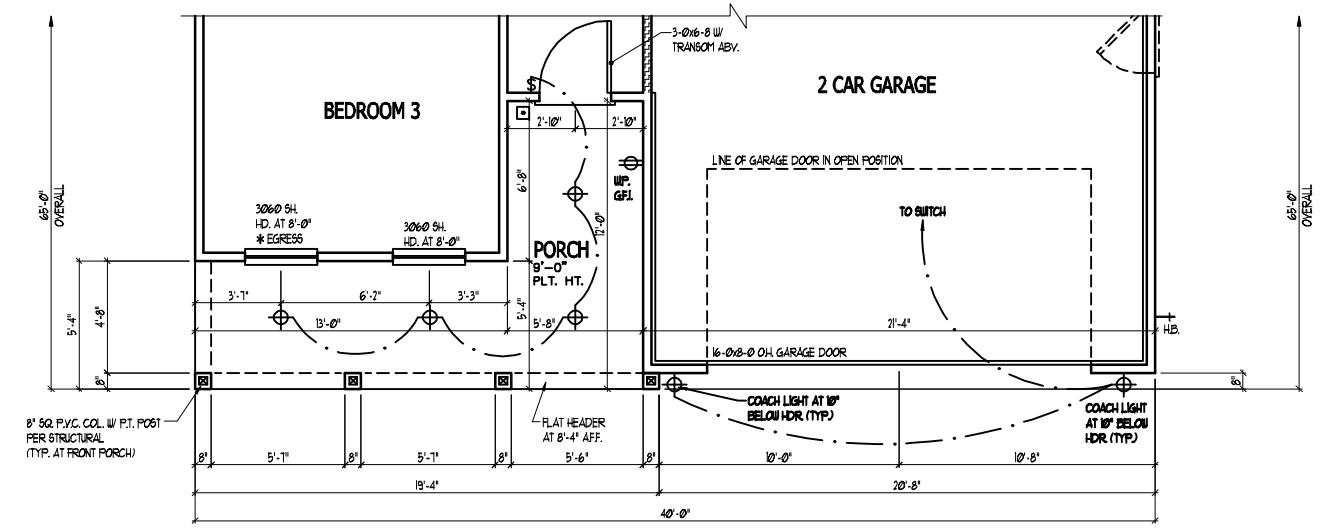 3-0x6-8 W/
TRANSOM ABV.
2 CAR GARAGE
BEDROOM 3
S
2'-10"
2'-10"
LINE OF GARAGE DOOR IN OPEN POSITION
W.P.
G.F.I.
6'-8"
65'-0"
OVERALL
65'-0"
OVERALL
3060 SH.
HD. AT 8'-0"
* EGRESS
3060 SH.
HD. AT 8'-0"
TO SWITCH
12'-0"
PORCH
9'-0"
PLT. HT.
3'-7"
6'-2"
3'-3"
5'-4"
13'-0"
5'-8"
21'-4"
H.B.
5'-4"
4'-8"
8"
16-0x8-0 O.H. GARAGE DOOR
8"
COACH LIGHT AT 10"
BELOW HDR. (TYP.)
COACH LIGHT
AT 10" BELOW
HDR. (TYP.)
8" SQ. P.V.C. COL. W/ P.T. POST
PER STRUCTURAL
(TYP. AT FRONT PORCH)
FLAT HEADER
AT 8'-4" A.F.F.
8"
5'-7"
8"
5'-7"
8"
5'-6"
8"
10'-0"
10'-8"
19'-4"
20'-8"
40'-0"